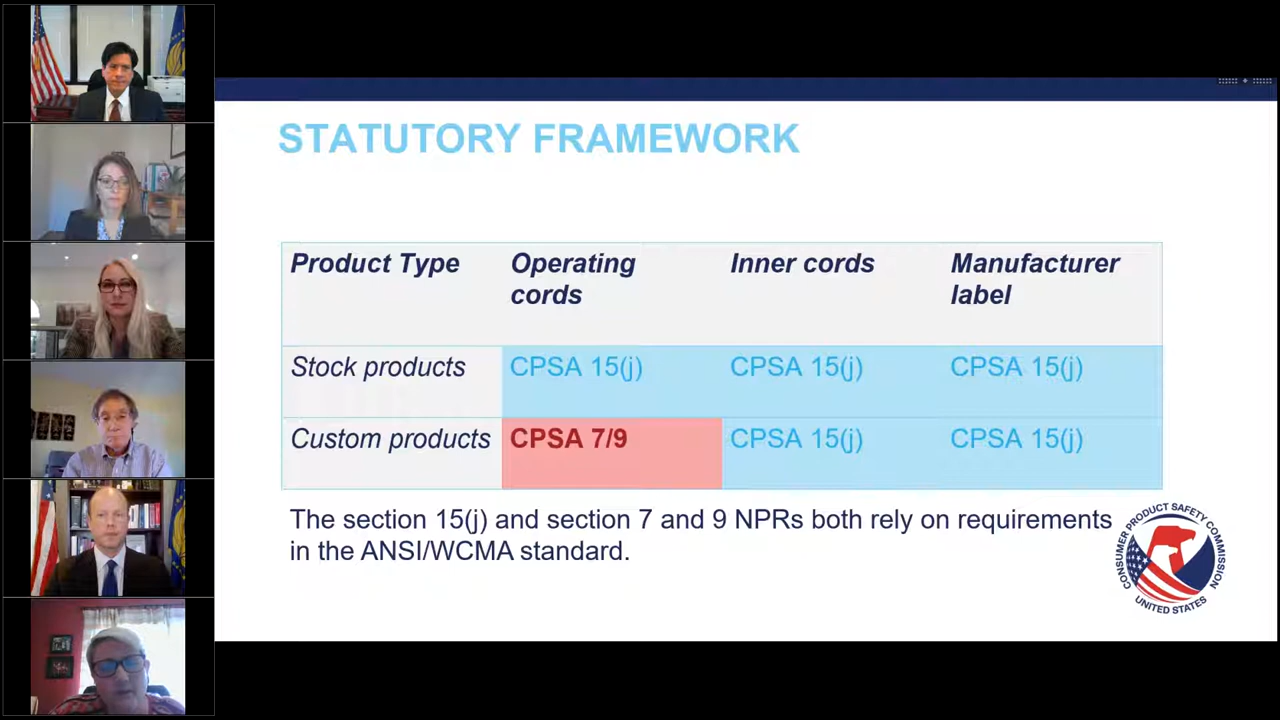 STATUTORY FRAMEWORK
Product Type
Operating
cords
Inner cords
Manufacturer
label
Stock products
CPSA 15(j)
CPSA 15(j)
CPSA 15(j)
Custom products
CPSA 7/9
CPSA 15(j)
CPSA 15(j)
The section 15(j) and section 7 and 9 NPRs both rely on requirements
in the ANSI/WCMA standard.
CONSUMER PRODUCT SAFETY COMMISSION
UNITED STATES